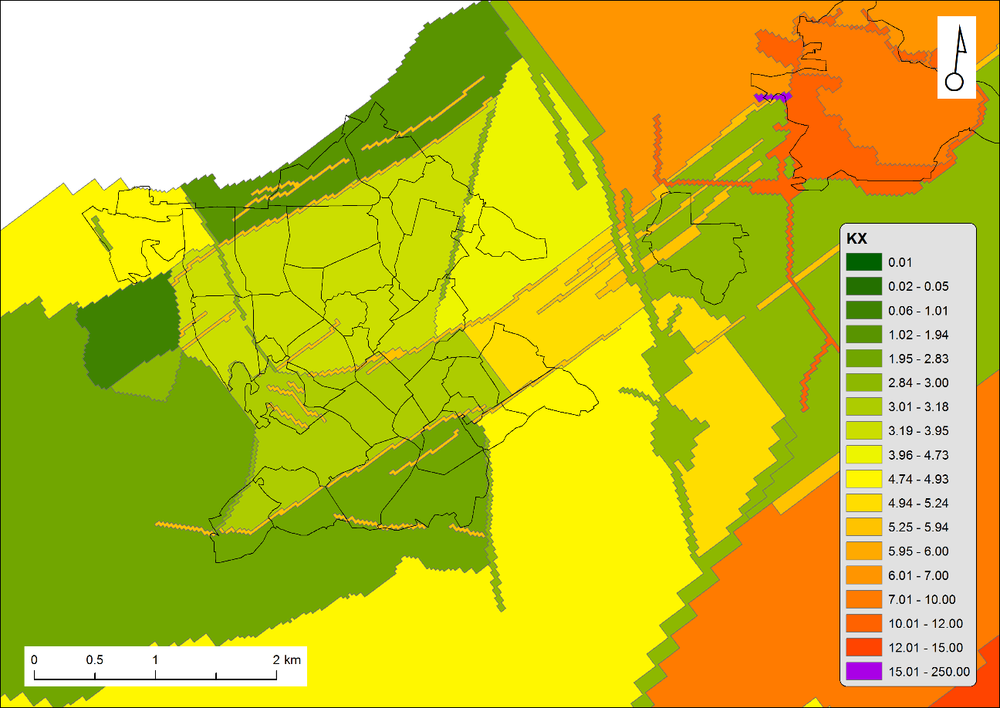 KX
0.01
0.02 - 0.05
0.06 - 1.01
1.02 - 1.94
1.95 - 2.83
2.84 - 3.00
3.01 - 3.18
3.19 - 3.95
3.96 - 4.73
4.74 - 4.93
4.94 - 5.24
5.25 - 5.94
5.95 - 6.00
6.01 - 7.00
7.01 - 10.00
10.01 - 12.00
12.01 - 15.00
15.01 - 250.00
0 0.5 1 2 km